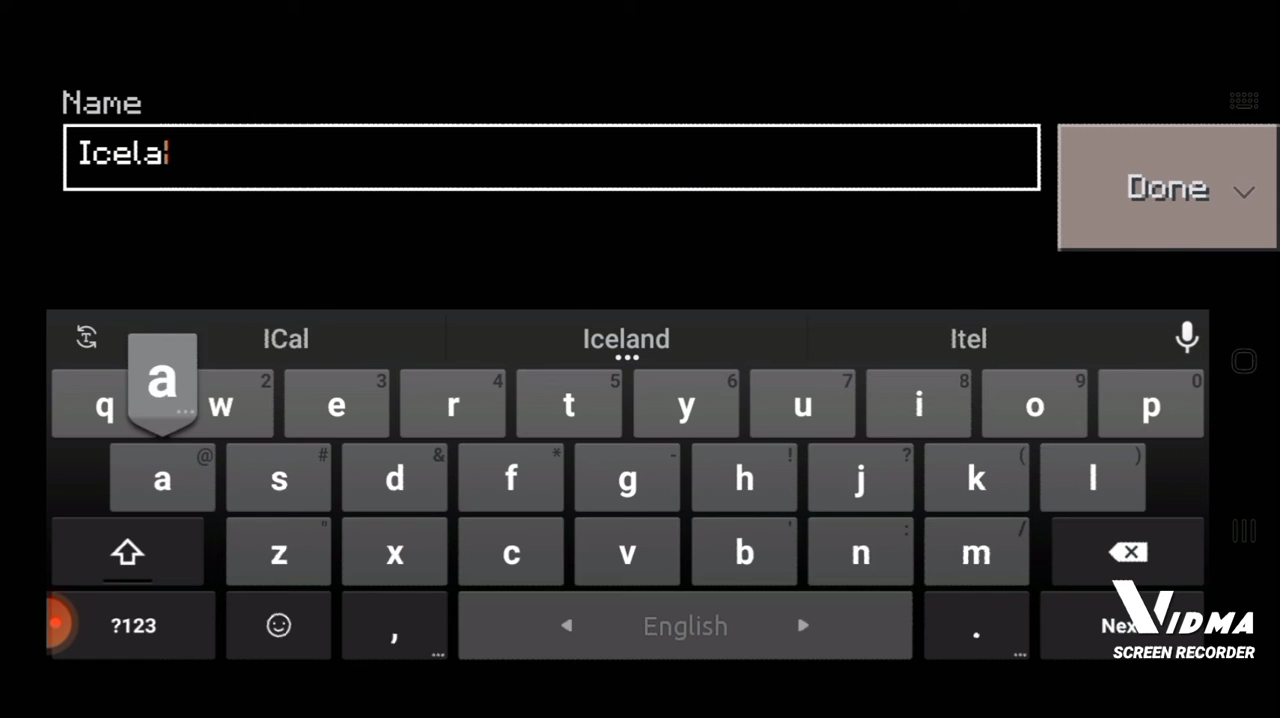 Name
Icela
Done
ICal Iceland Itel
a
q w 2 e 3 r 4 t 5 y 6 u 7 i 8 o 9 p 0
a @ s # d & f * g - h ! j ? k ( l )
z " x c v b ' n : m /
?123 , English . Nex
VIDMA
SCREEN RECORDER